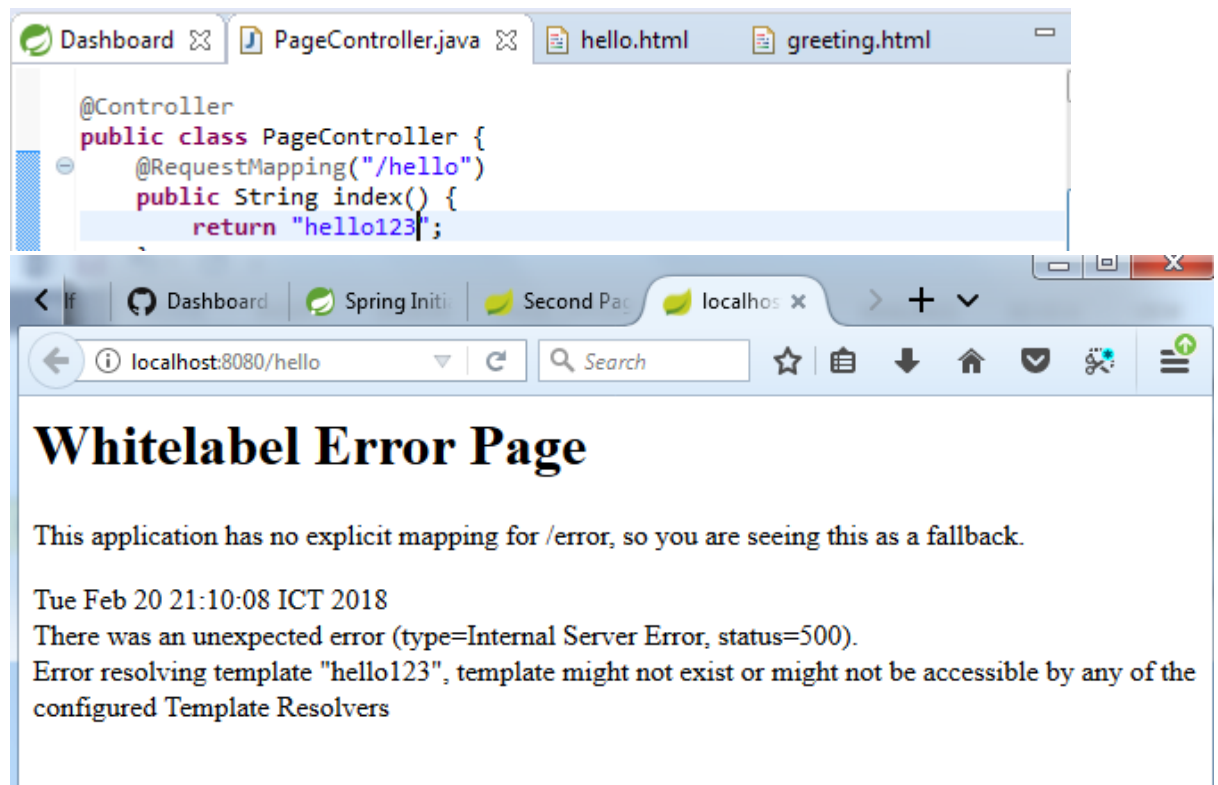 Dashboard PageController.java hello.html greeting.html
@Controller
public class PageController {
@RequestMapping("/hello")
public String index() {
return "hello123";
lf Dashboard Spring Initi Second Pag localhos
localhost:8080/hello Search
Whitelabel Error Page
This application has no explicit mapping for /error, so you are seeing this as a fallback.
Tue Feb 20 21:10:08 ICT 2018
There was an unexpected error (type=Internal Server Error, status=500).
Error resolving template "hello123", template might not exist or might not be accessible by any of the
configured Template Resolvers